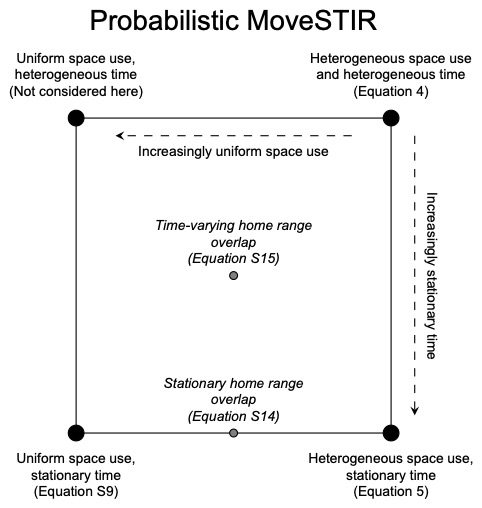 Probabilistic MoveSTIR
Uniform space use,
heterogeneous time
(Not considered here)
Heterogeneous space use
and heterogeneous time
(Equation 4)
Increasingly uniform space use
Increasingly stationary time
Time-varying home range
overlap
(Equation S15)
Stationary home range
overlap
(Equation S14)
Uniform space use,
stationary time
(Equation S9)
Heterogeneous space use,
stationary time
(Equation 5)